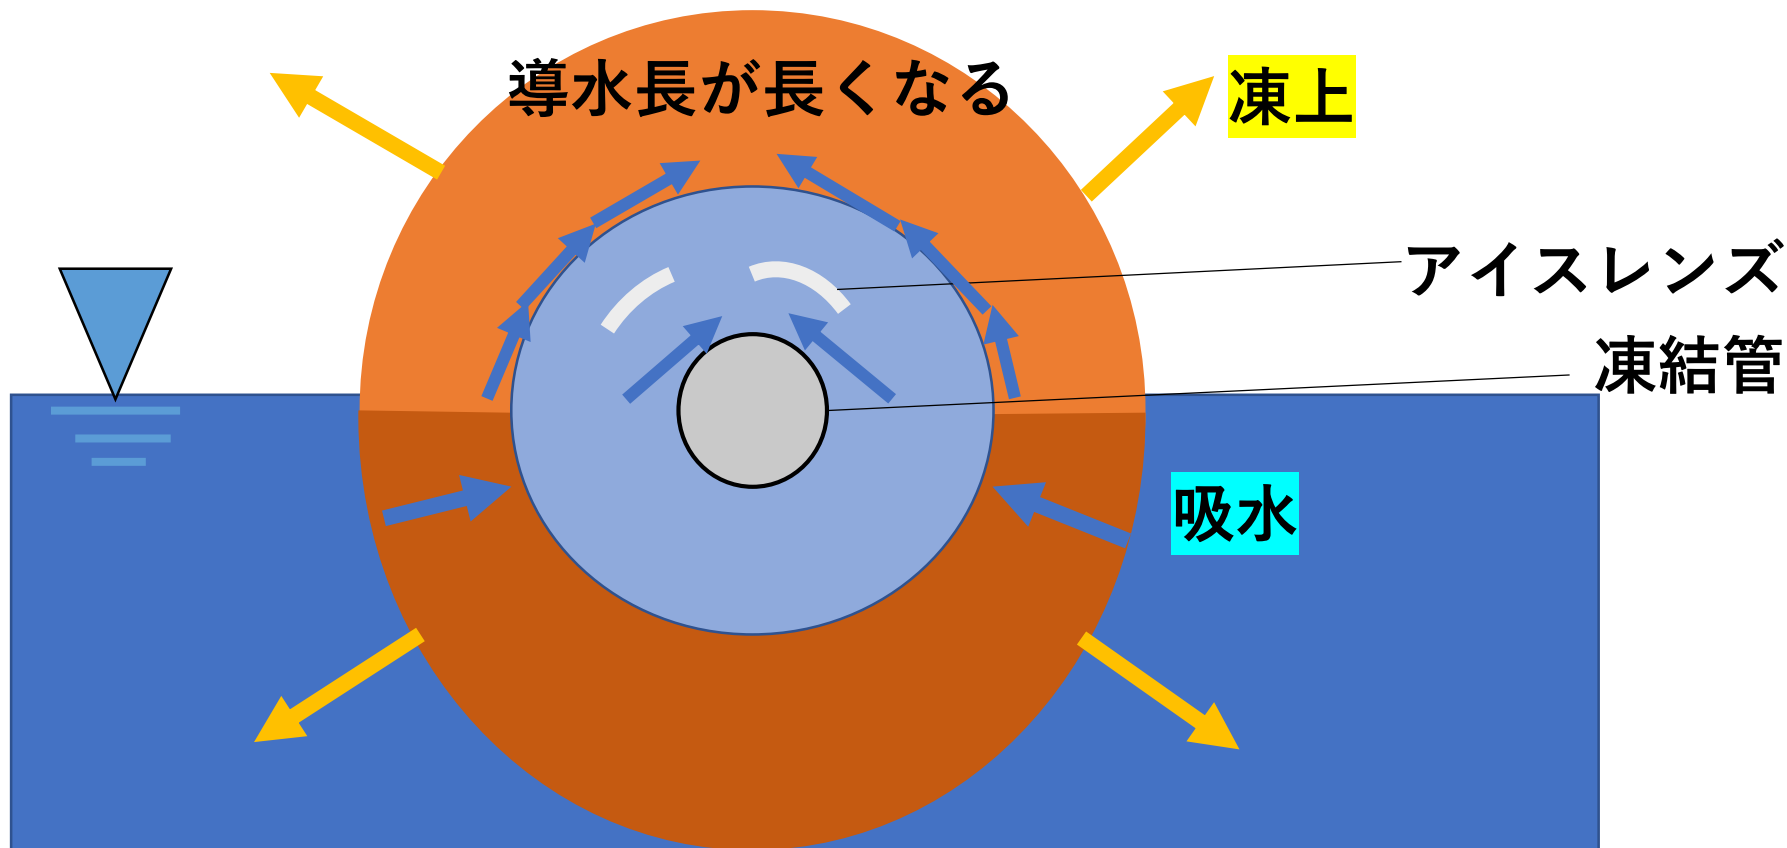 導水長が長くなる
凍上
アイスレンズ
凍結管
吸水